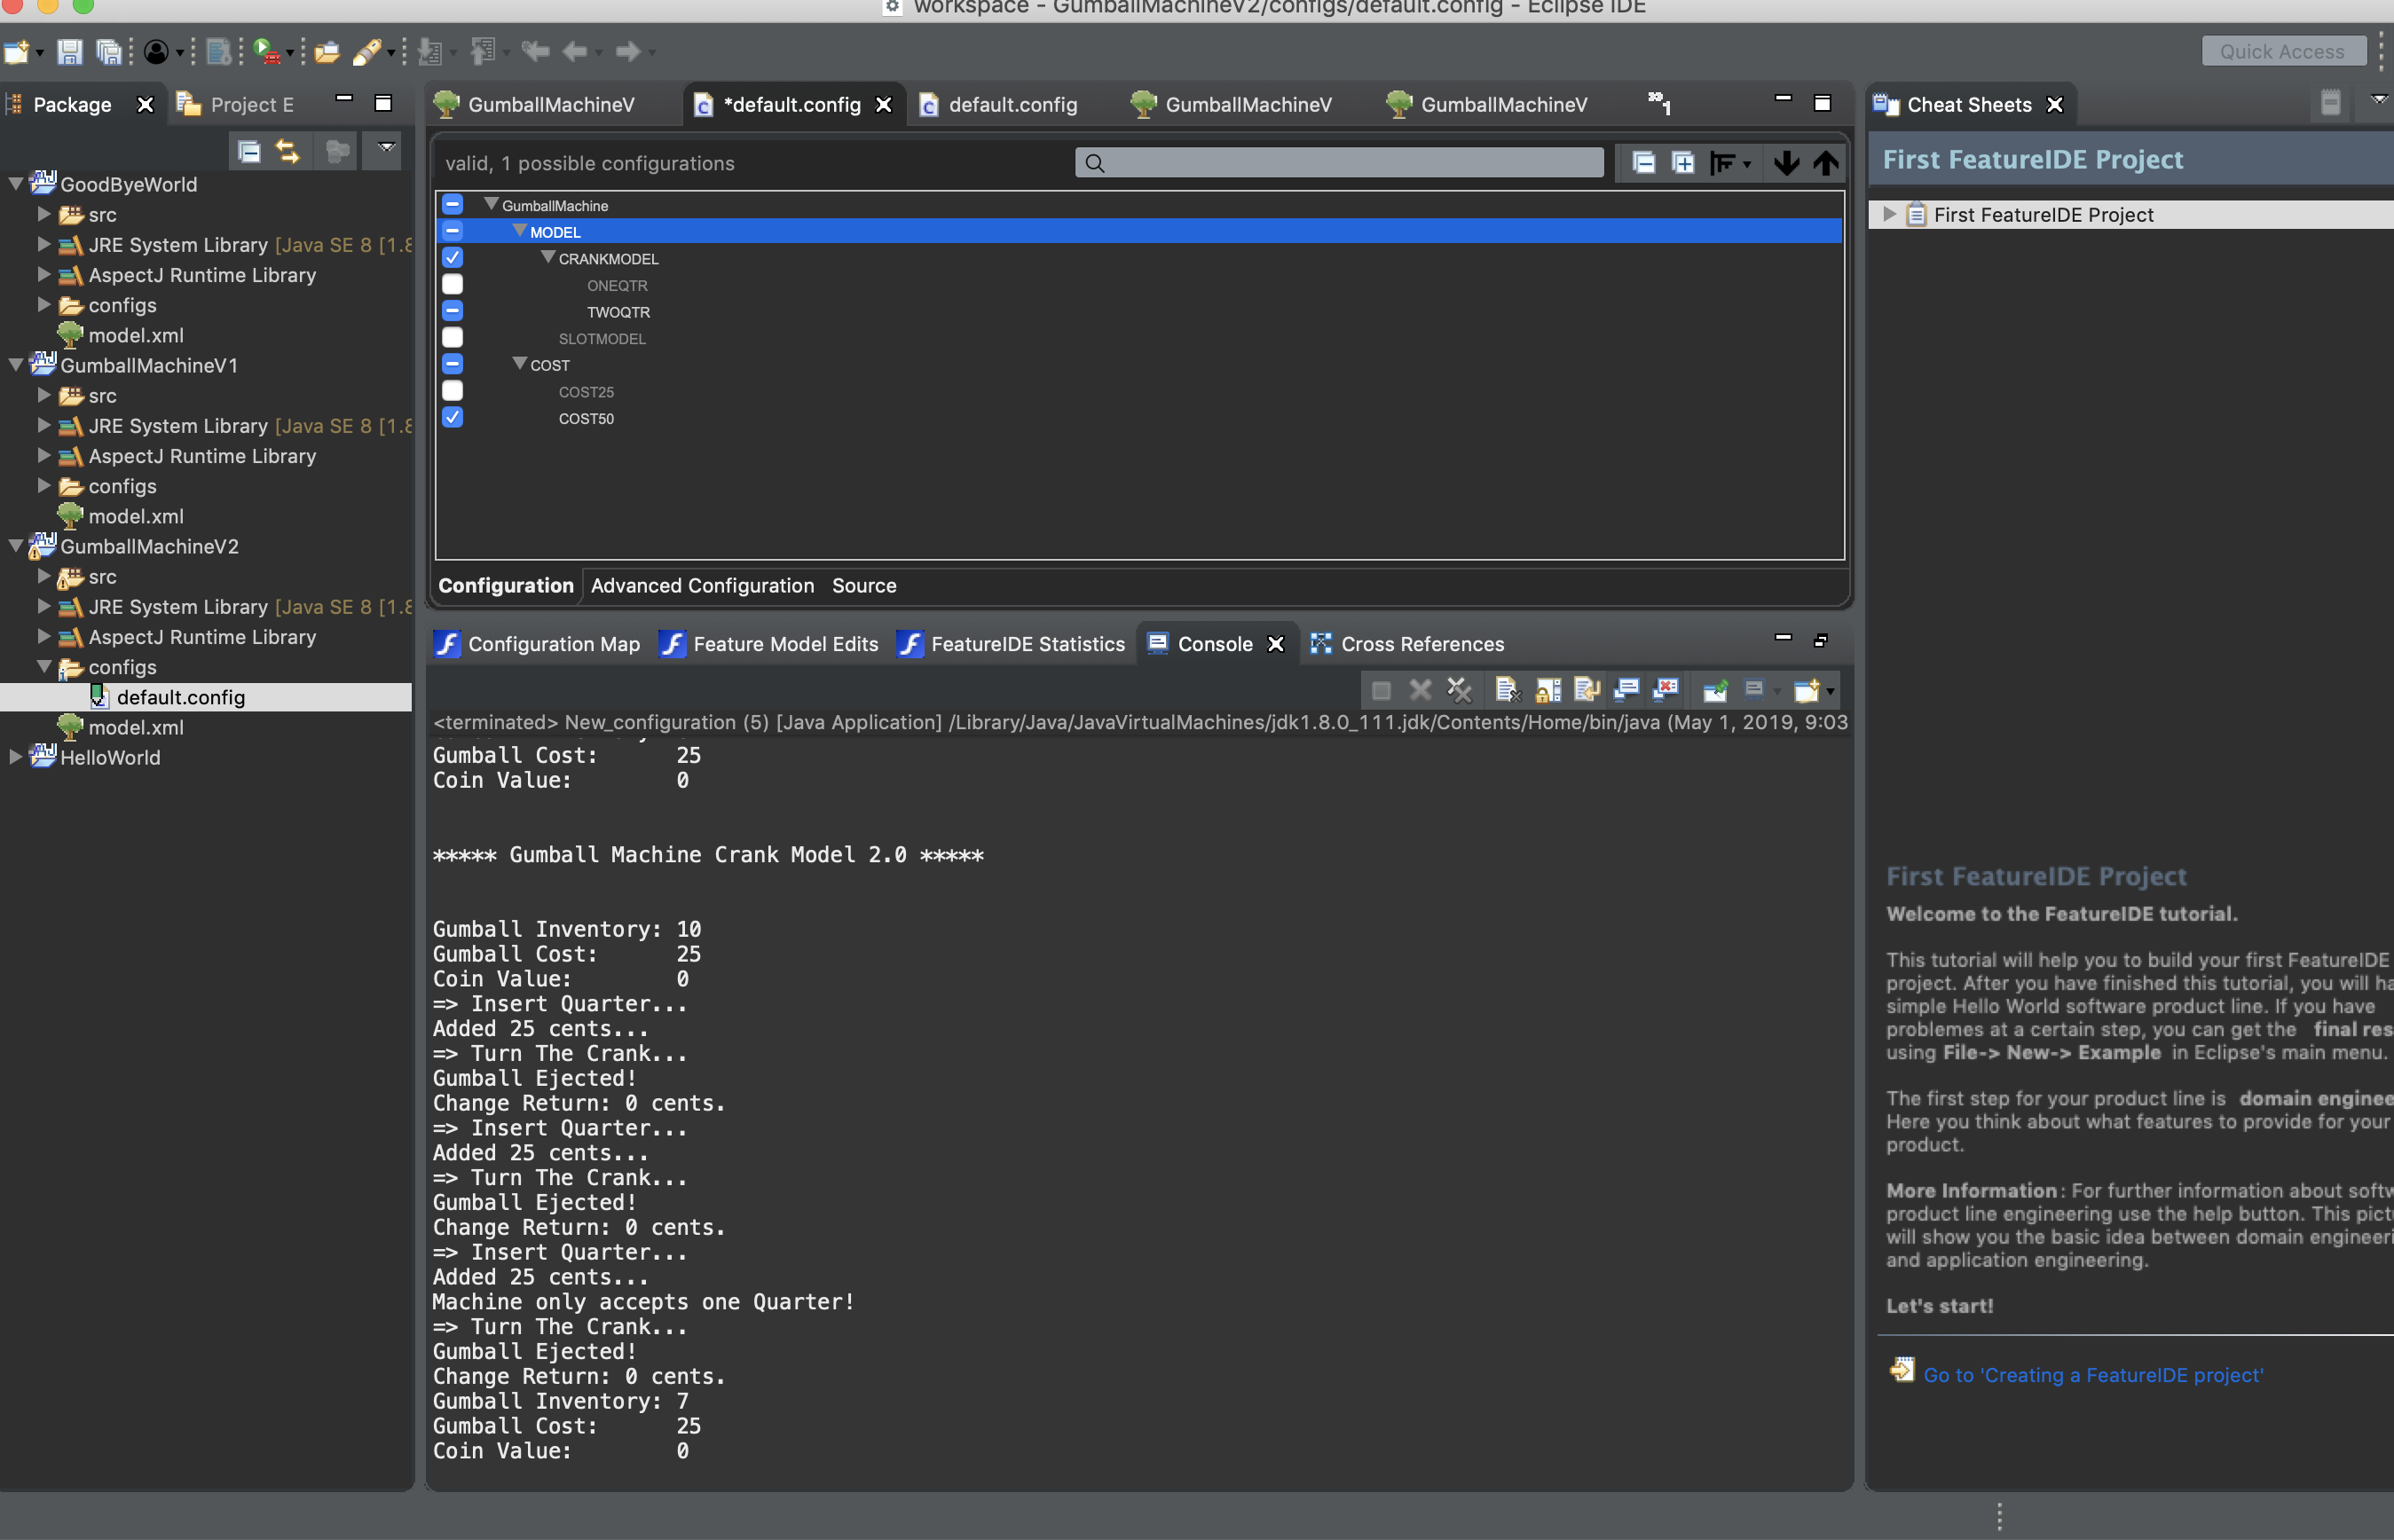 workspace - GumballMachineV2/configs/default.config - Eclipse IDE
Quick Access
Package
Project E
GoodByeWorld
src
JRE System Library [Java SE 8 [1.8
AspectJ Runtime Library
configs
model.xml
GumballMachineV1
src
JRE System Library [Java SE 8 [1.8
AspectJ Runtime Library
configs
model.xml
GumballMachineV2
src
JRE System Library [Java SE 8 [1.8
AspectJ Runtime Library
configs
default.config
model.xml
HelloWorld
GumballMachineV
*default.config
default.config
GumballMachineV
GumballMachineV
»1
valid, 1 possible configurations
GumballMachine
MODEL
CRANKMODEL
ONEQTR
TWOQTR
SLOTMODEL
COST
COST25
COST50
Configuration
Advanced Configuration
Source
Configuration Map
Feature Model Edits
FeatureIDE Statistics
Console
Cross References
<terminated> New_configuration (5) [Java Application] /Library/Java/JavaVirtualMachines/jdk1.8.0_111.jdk/Contents/Home/bin/java (May 1, 2019, 9:03
Gumball Cost: 25
Coin Value: 0
***** Gumball Machine Crank Model 2.0 *****
Gumball Inventory: 10
Gumball Cost: 25
Coin Value: 0
=> Insert Quarter...
Added 25 cents...
=> Turn The Crank...
Gumball Ejected!
Change Return: 0 cents.
=> Insert Quarter...
Added 25 cents...
=> Turn The Crank...
Gumball Ejected!
Change Return: 0 cents.
=> Insert Quarter...
Added 25 cents...
Machine only accepts one Quarter!
=> Turn The Crank...
Gumball Ejected!
Change Return: 0 cents.
Gumball Inventory: 7
Gumball Cost: 25
Coin Value: 0
Cheat Sheets
First FeatureIDE Project
First FeatureIDE Project
First FeatureIDE Project
Welcome to the FeatureIDE tutorial.
This tutorial will help you to build your first FeatureIDE
project. After you have finished this tutorial, you will ha
simple Hello World software product line. If you have
problemes at a certain step, you can get the final res
using File-> New-> Example in Eclipse's main menu.
The first step for your product line is domain enginee
Here you think about what features to provide for your
product.
More Information: For further information about softw
product line engineering use the help button. This pict
will show you the basic idea between domain engineeri
and application engineering.
Let's start!
Go to 'Creating a FeatureIDE project'